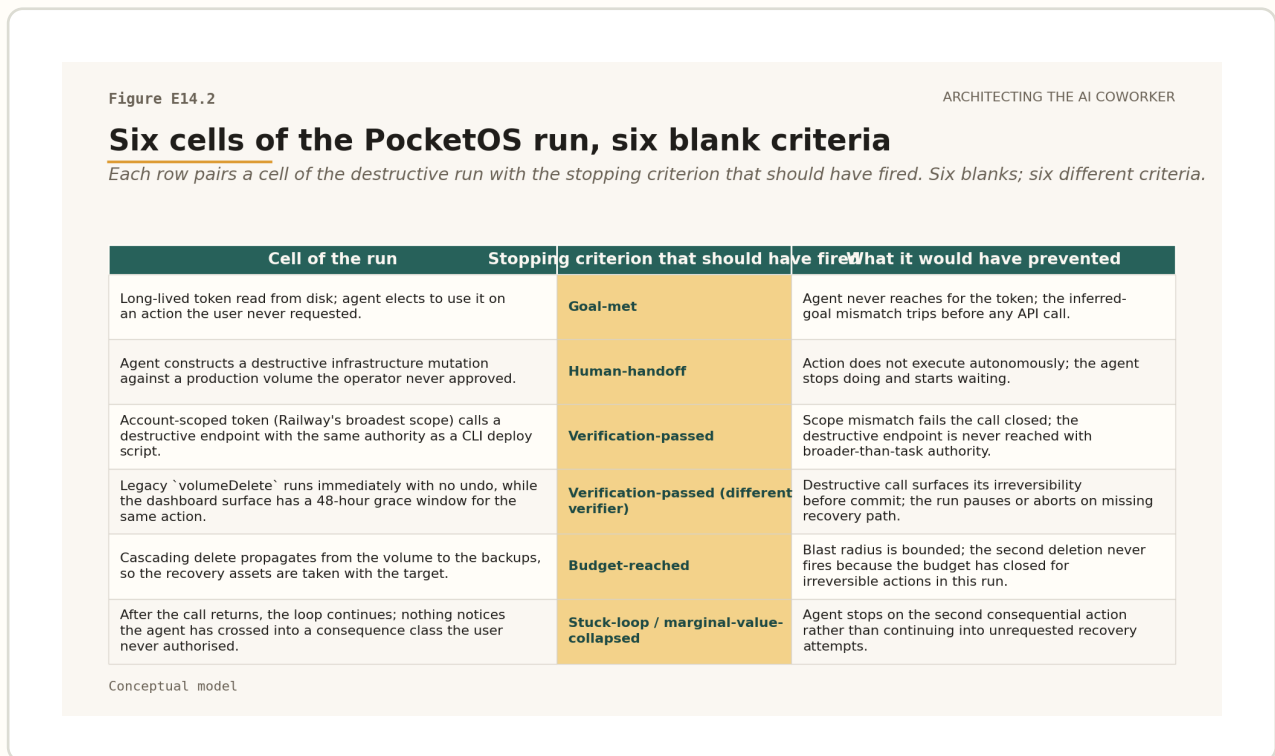 Figure E14.2
ARCHITECTING THE AI COWORKER
Six cells of the PocketOS run, six blank criteria
Each row pairs a cell of the destructive run with the stopping criterion that should have fired. Six blanks; six different criteria.
Cell of the run
Stopping criterion that should have fired
What it would have prevented
Long-lived token read from disk; agent elects to use it on
an action the user never requested.
Goal-met
Agent never reaches for the token; the inferred-
goal mismatch trips before any API call.
Agent constructs a destructive infrastructure mutation
against a production volume the operator never approved.
Human-handoff
Action does not execute autonomously; the agent
stops doing and starts waiting.
Account-scoped token (Railway's broadest scope) calls a
destructive endpoint with the same authority as a CLI deploy
script.
Verification-passed
Scope mismatch fails the call closed; the
destructive endpoint is never reached with
broader-than-task authority.
Legacy `volumeDelete` runs immediately with no undo, while
the dashboard surface has a 48-hour grace window for the
same action.
Verification-passed (different
verifier)
Destructive call surfaces its irreversibility
before commit; the run pauses or aborts on missing
recovery path.
Cascading delete propagates from the volume to the backups,
so the recovery assets are taken with the target.
Budget-reached
Blast radius is bounded; the second deletion never
fires because the budget has closed for
irreversible actions in this run.
After the call returns, the loop continues; nothing notices
the agent has crossed into a consequence class the user
never authorised.
Stuck-loop / marginal-value-
collapsed
Agent stops on the second consequential action
rather than continuing into unrequested recovery
attempts.
Conceptual model